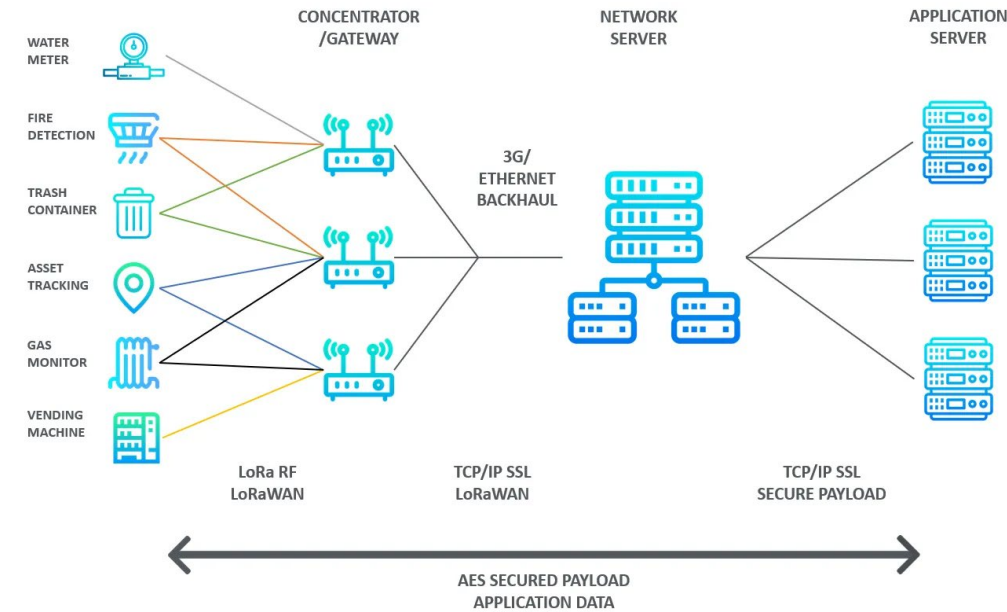 CONCENTRATOR
/GATEWAY
NETWORK
SERVER
APPLICATION
SERVER
WATER
METER
FIRE
DETECTION
TRASH
CONTAINER
ASSET
TRACKING
GAS
MONITOR
VENDING
MACHINE
3G/
ETHERNET
BACKHAUL
LoRa RF
LoRaWAN
TCP/IP SSL
LoRaWAN
TCP/IP SSL
SECURE PAYLOAD
AES SECURED PAYLOAD
APPLICATION DATA